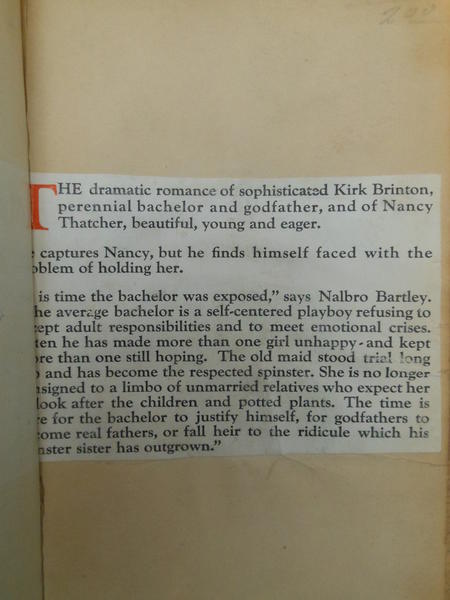 200
THE dramatic romance of sophisticated Kirk Brinton,
perennial bachelor and godfather, and of Nancy
Thatcher, beautiful, young and eager.
captures Nancy, but he finds himself faced with the
oblem of holding her.
is time the bachelor was exposed,” says Nalbro Bartley.
he average bachelor is a self-centered playboy refusing to
cept adult responsibilities and to meet emotional crises.
ten he has made more than one girl unhappy - and kept
ore than one still hoping. The old maid stood trial long
and has become the respected spinster. She is no longer
nsigned to a limbo of unmarried relatives who expect her
look after the children and potted plants. The time is
re for the bachelor to justify himself, for godfathers to
come real fathers, or fall heir to the ridicule which his
nster sister has outgrown.”